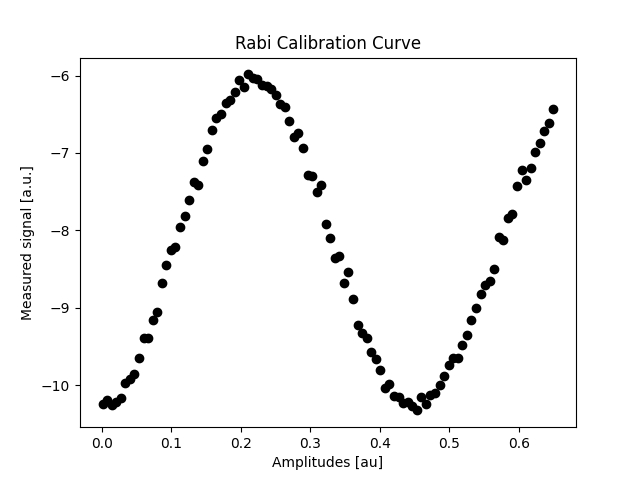 Rabi Calibration Curve
Measured signal [a.u.]
−6
−7
−8
−9
−10
0.0 0.1 0.2 0.3 0.4 0.5 0.6
Amplitudes [au]